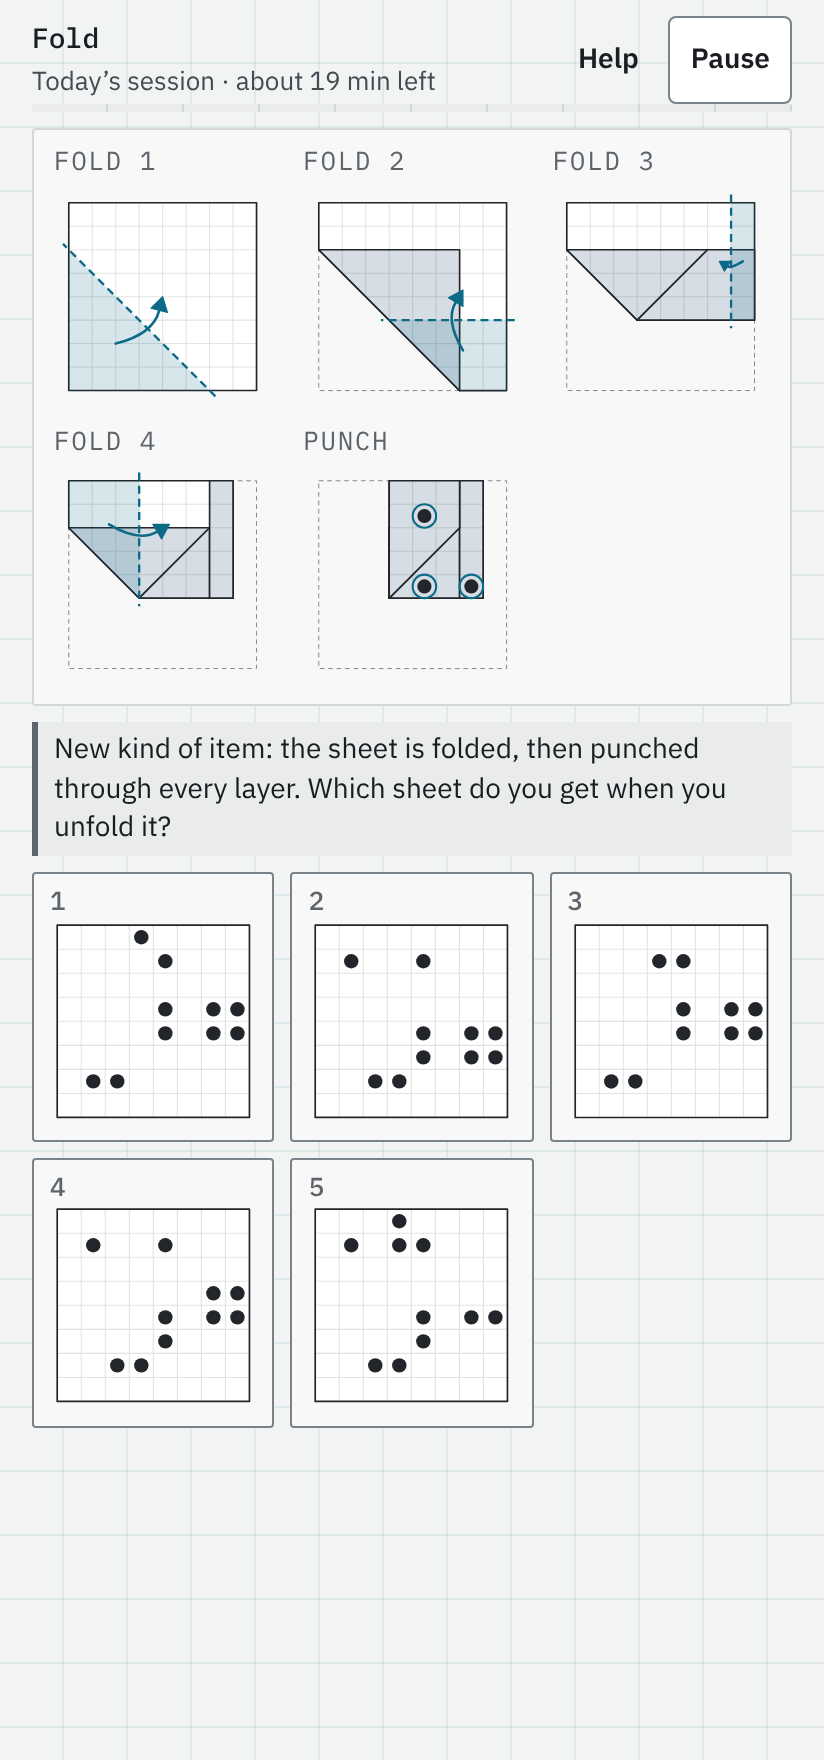 Fold
Today’s session · about 19 min left
Help
Pause
FOLD 1
FOLD 2
FOLD 3
FOLD 4
PUNCH
New kind of item: the sheet is folded, then punched
through every layer. Which sheet do you get when you
unfold it?
1
2
3
4
5